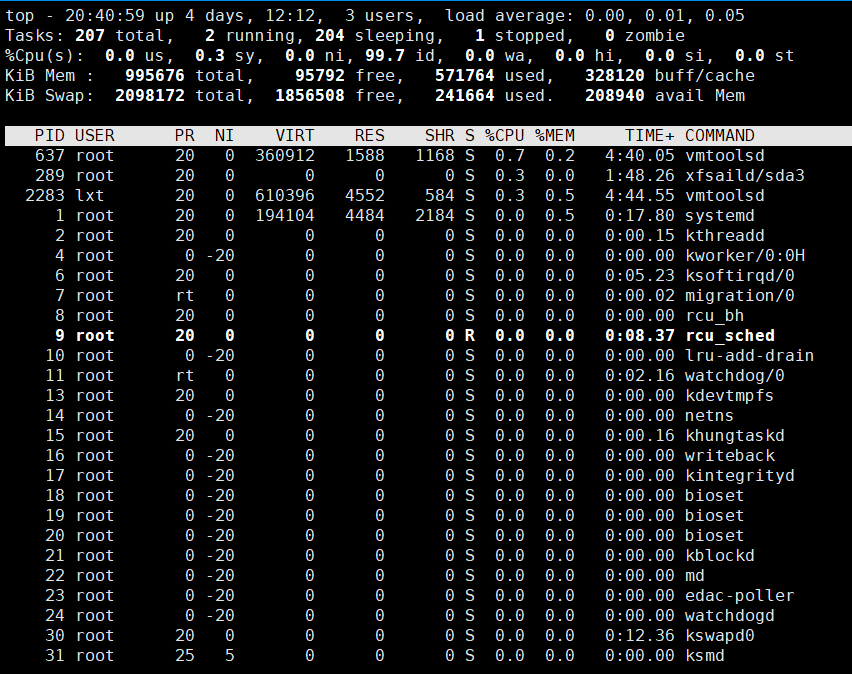 top - 20:40:59 up 4 days, 12:12,  3 users,  load average: 0.00, 0.01, 0.05
Tasks: 207 total,   2 running, 204 sleeping,   1 stopped,   0 zombie
%Cpu(s):  0.0 us,  0.3 sy,  0.0 ni, 99.7 id,  0.0 wa,  0.0 hi,  0.0 si,  0.0 st
KiB Mem :   995676 total,    95792 free,   571764 used,   328120 buff/cache
KiB Swap:  2098172 total,  1856508 free,   241664 used.   208940 avail Mem
   PID USER      PR  NI    VIRT    RES    SHR S %CPU %MEM     TIME+ COMMAND
   637 root      20   0  360912   1588   1168 S  0.7  0.2   4:40.05 vmtoolsd
   289 root      20   0       0      0      0 S  0.3  0.0   1:48.26 xfsaild/sda3
  2283 lxt       20   0  610396   4552    584 S  0.3  0.5   4:44.55 vmtoolsd
     1 root      20   0  194104   4484   2184 S  0.0  0.5   0:17.80 systemd
     2 root      20   0       0      0      0 S  0.0  0.0   0:00.15 kthreadd
     4 root       0 -20       0      0      0 S  0.0  0.0   0:00.00 kworker/0:0H
     6 root      20   0       0      0      0 S  0.0  0.0   0:05.23 ksoftirqd/0
     7 root      rt   0       0      0      0 S  0.0  0.0   0:00.02 migration/0
     8 root      20   0       0      0      0 S  0.0  0.0   0:00.00 rcu_bh
     9 root      20   0       0      0      0 R  0.0  0.0   0:08.37 rcu_sched
    10 root       0 -20       0      0      0 S  0.0  0.0   0:00.00 lru-add-drain
    11 root      rt   0       0      0      0 S  0.0  0.0   0:02.16 watchdog/0
    13 root      20   0       0      0      0 S  0.0  0.0   0:00.00 kdevtmpfs
    14 root       0 -20       0      0      0 S  0.0  0.0   0:00.00 netns
    15 root      20   0       0      0      0 S  0.0  0.0   0:00.16 khungtaskd
    16 root       0 -20       0      0      0 S  0.0  0.0   0:00.00 writeback
    17 root       0 -20       0      0      0 S  0.0  0.0   0:00.00 kintegrityd
    18 root       0 -20       0      0      0 S  0.0  0.0   0:00.00 bioset
    19 root       0 -20       0      0      0 S  0.0  0.0   0:00.00 bioset
    20 root       0 -20       0      0      0 S  0.0  0.0   0:00.00 bioset
    21 root       0 -20       0      0      0 S  0.0  0.0   0:00.00 kblockd
    22 root       0 -20       0      0      0 S  0.0  0.0   0:00.00 md
    23 root       0 -20       0      0      0 S  0.0  0.0   0:00.00 edac-poller
    24 root       0 -20       0      0      0 S  0.0  0.0   0:00.00 watchdogd
    30 root      20   0       0      0      0 S  0.0  0.0   0:12.36 kswapd0
    31 root      25   5       0      0      0 S  0.0  0.0   0:00.00 ksmd